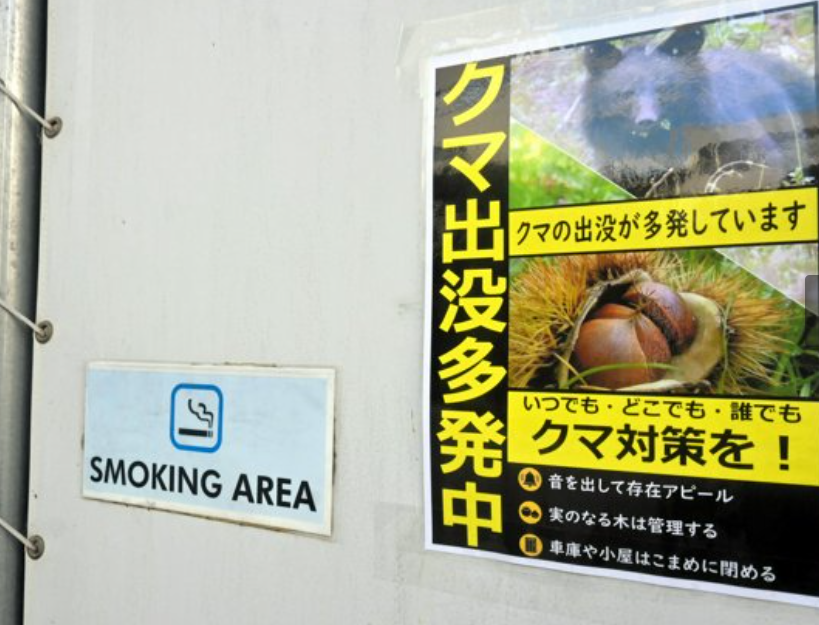 SMOKING AREA
クマ出没多発中
クマの出没が多発しています
いつでも・どこでも・誰でも
クマ対策を！
音を出して存在アピール
実のなる木は管理する
車庫や小屋はこまめに閉める